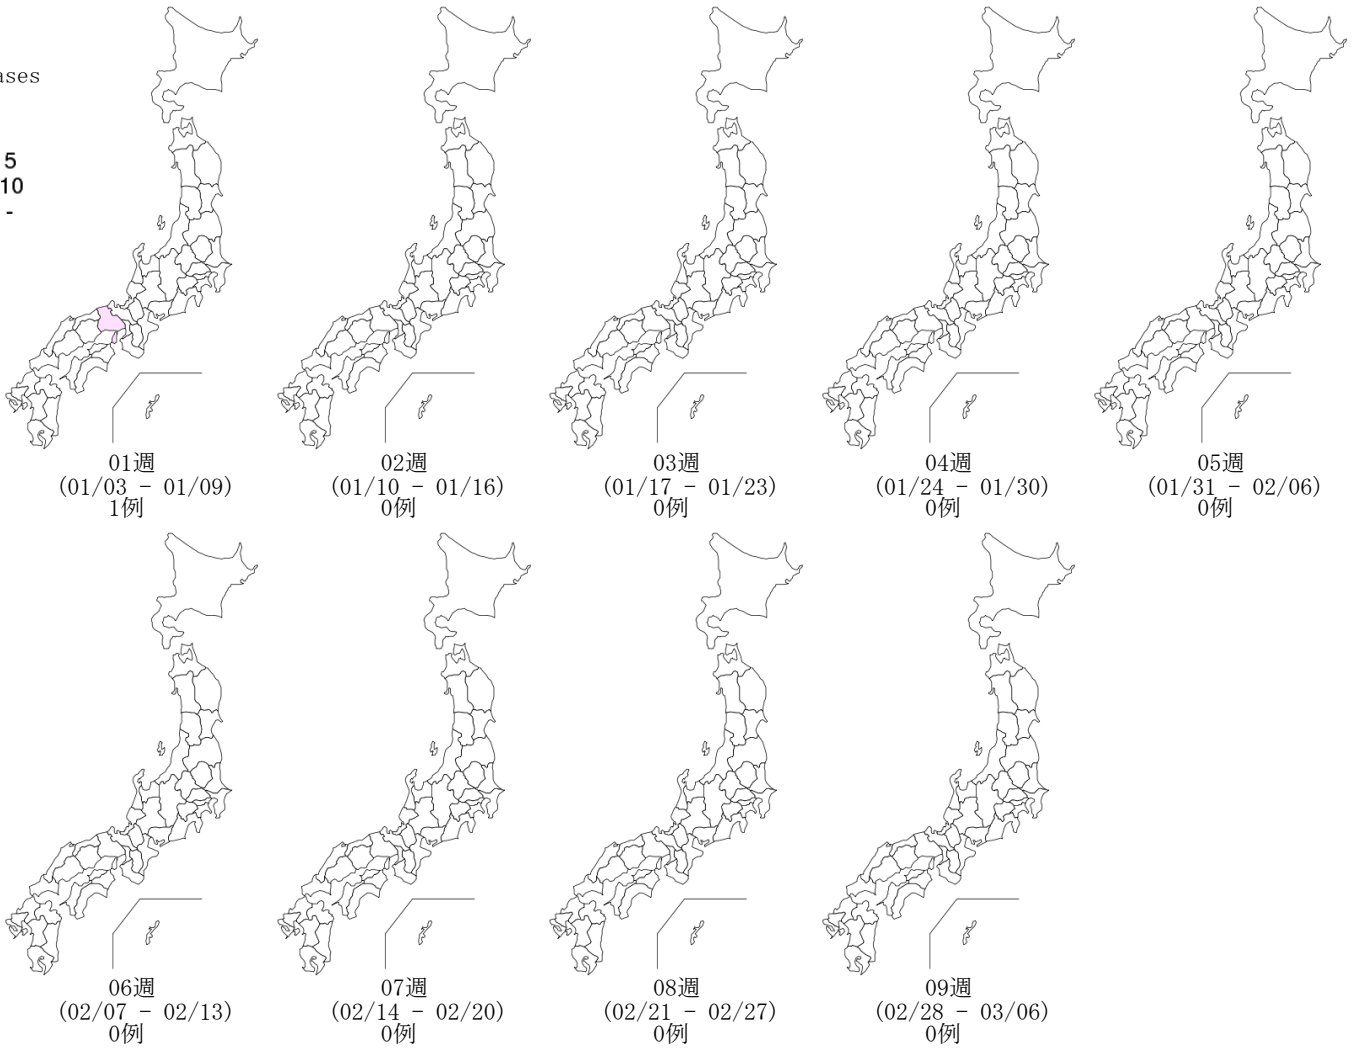 5
10
-
01週 02週 03週 04週 05週
(01/03 - 01/09) (01/10 - 01/16) (01/17 - 01/23) (01/24 - 01/30) (01/31 - 02/06)
1例 0例 0例 0例 0例
06週 07週 08週 09週
(02/07 - 02/13) (02/14 - 02/20) (02/21 - 02/27) (02/28 - 03/06)
0例 0例 0例 0例